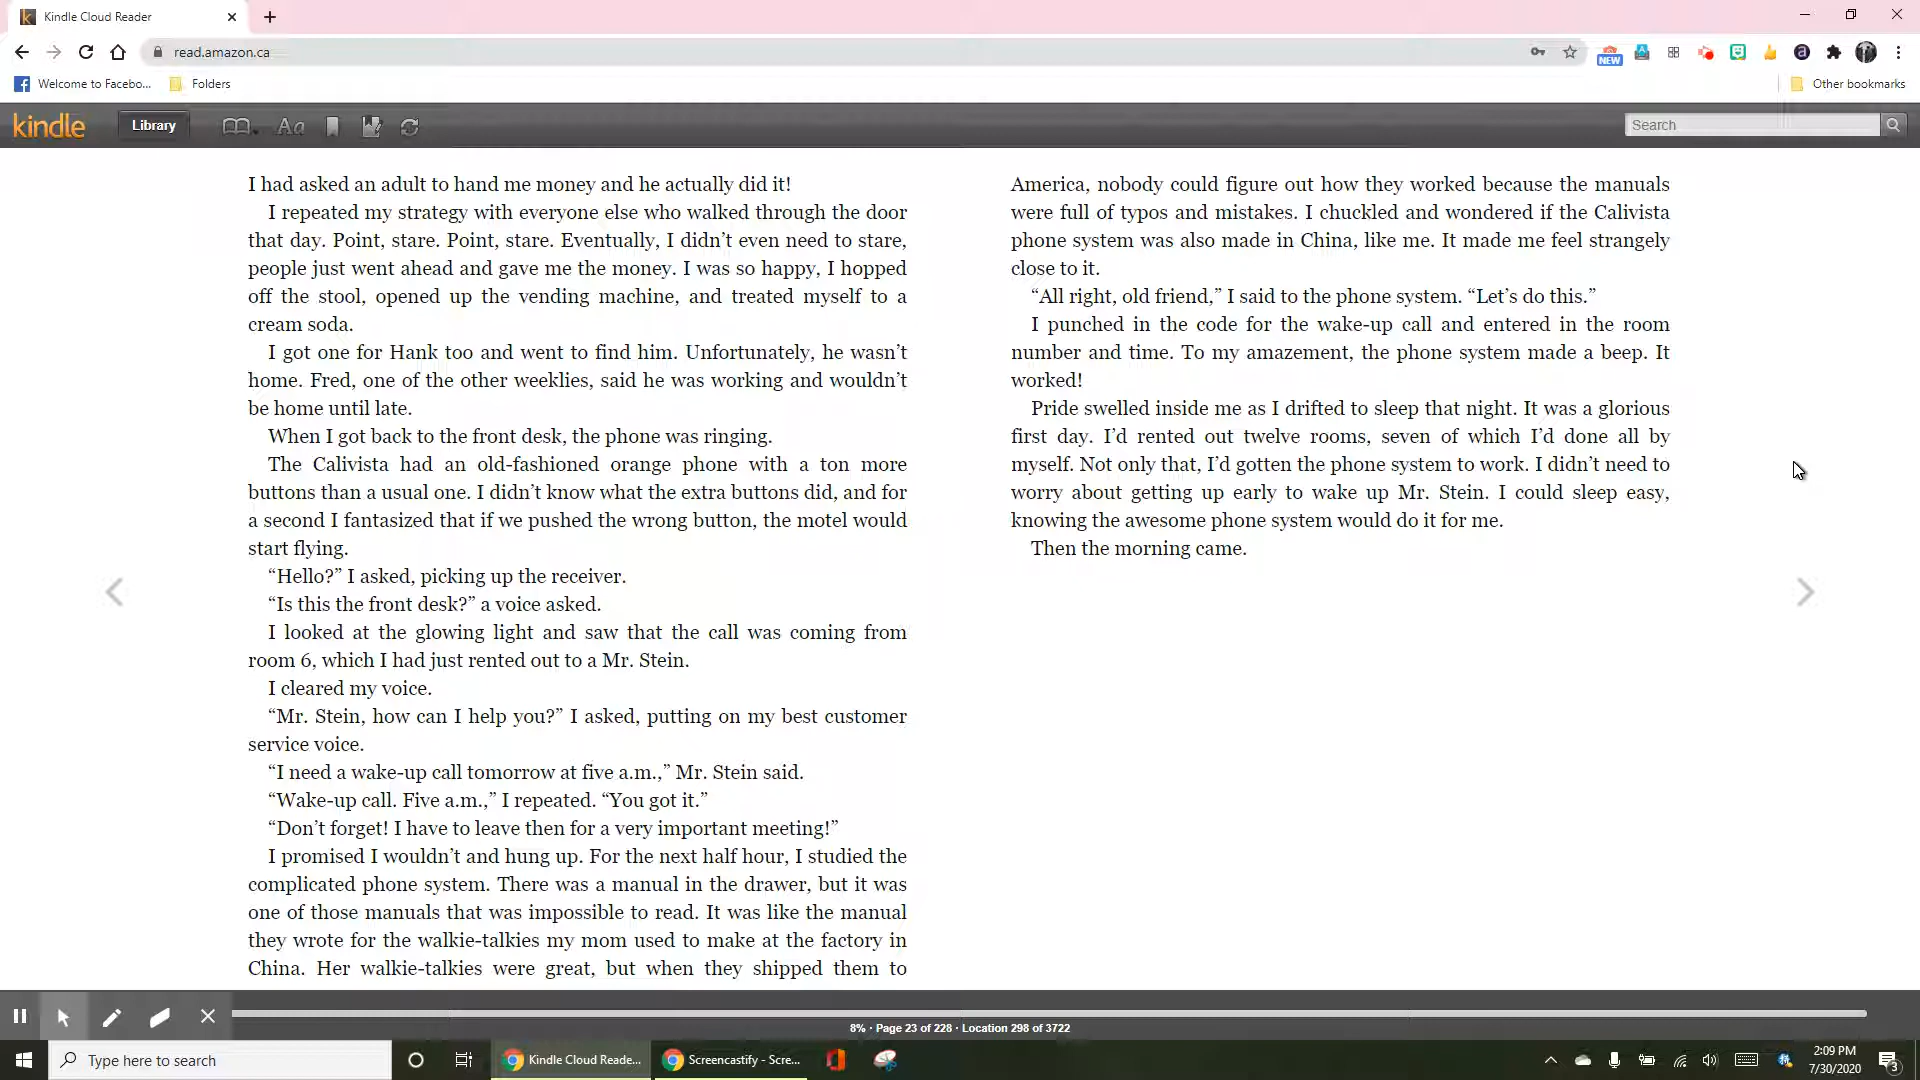 Kindle Cloud Reader
read.amazon.ca
NEW
Welcome to Facebo...
Folders
Other bookmarks
kindle
Library
Aa
Search
I had asked an adult to hand me money and he actually did it!
I repeated my strategy with everyone else who walked through the door
that day. Point, stare. Point, stare. Eventually, I didn’t even need to stare,
people just went ahead and gave me the money. I was so happy, I hopped
off the stool, opened up the vending machine, and treated myself to a
cream soda.
I got one for Hank too and went to find him. Unfortunately, he wasn’t
home. Fred, one of the other weeklies, said he was working and wouldn’t
be home until late.
When I got back to the front desk, the phone was ringing.
The Calivista had an old-fashioned orange phone with a ton more
buttons than a usual one. I didn’t know what the extra buttons did, and for
a second I fantasized that if we pushed the wrong button, the motel would
start flying.
“Hello?” I asked, picking up the receiver.
“Is this the front desk?” a voice asked.
I looked at the glowing light and saw that the call was coming from
room 6, which I had just rented out to a Mr. Stein.
I cleared my voice.
“Mr. Stein, how can I help you?” I asked, putting on my best customer
service voice.
“I need a wake-up call tomorrow at five a.m.,” Mr. Stein said.
“Wake-up call. Five a.m.,” I repeated. “You got it.”
“Don’t forget! I have to leave then for a very important meeting!”
I promised I wouldn’t and hung up. For the next half hour, I studied the
complicated phone system. There was a manual in the drawer, but it was
one of those manuals that was impossible to read. It was like the manual
they wrote for the walkie-talkies my mom used to make at the factory in
China. Her walkie-talkies were great, but when they shipped them to
America, nobody could figure out how they worked because the manuals
were full of typos and mistakes. I chuckled and wondered if the Calivista
phone system was also made in China, like me. It made me feel strangely
close to it.
“All right, old friend,” I said to the phone system. “Let’s do this.”
I punched in the code for the wake-up call and entered in the room
number and time. To my amazement, the phone system made a beep. It
worked!
Pride swelled inside me as I drifted to sleep that night. It was a glorious
first day. I’d rented out twelve rooms, seven of which I’d done all by
myself. Not only that, I’d gotten the phone system to work. I didn’t need to
worry about getting up early to wake up Mr. Stein. I could sleep easy,
knowing the awesome phone system would do it for me.
Then the morning came.
8% · Page 23 of 228 · Location 298 of 3722
Type here to search
Kindle Cloud Reade...
Screencastify - Scre...
2:09 PM
7/30/2020
3